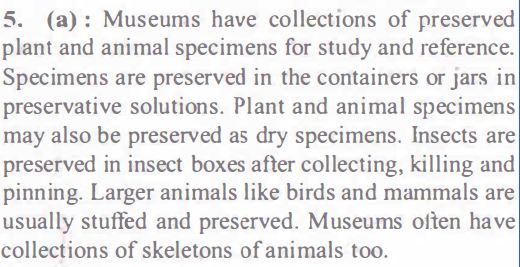 5. (a) : Museums have collections of preserved
plant and animal specimens for study and reference.
Specimens are preserved in the containers or jars in
preservative solutions. Plant and animal specimens
may also be preserved as dry specimens. Insects are
preserved in insect boxes after collecting, killing and
pinning. Larger animals like birds and mammals are
usually stuffed and preserved. Museums often have
collections of skeletons of animals too.